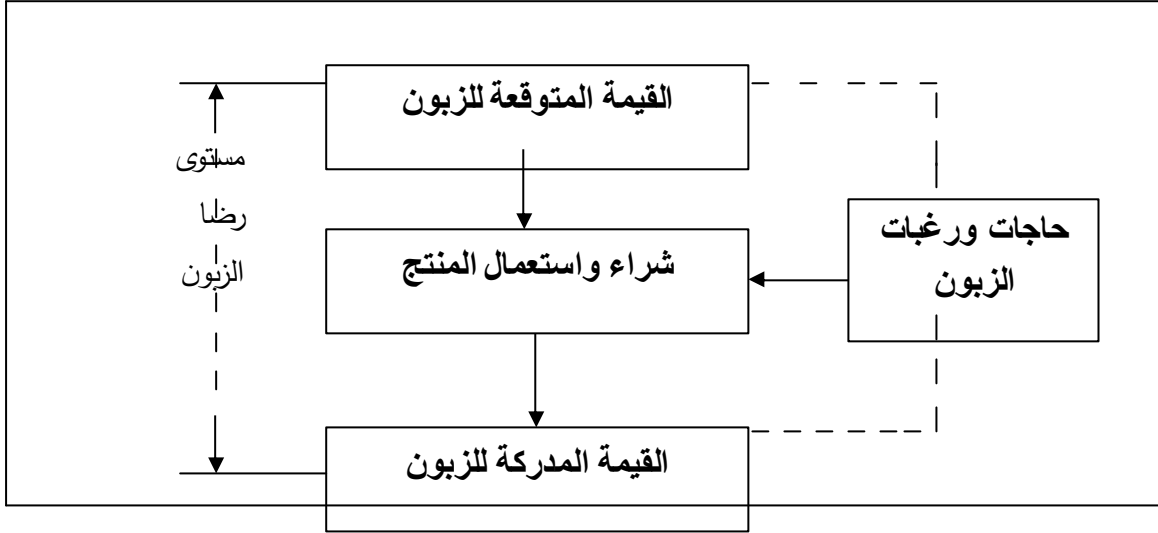 القيمة المتوقعة للزبون
مستوى
رضا
الزبون
حاجات ورغبات
الزبون
شراء واستعمال المنتج
القيمة المدركة للزبون